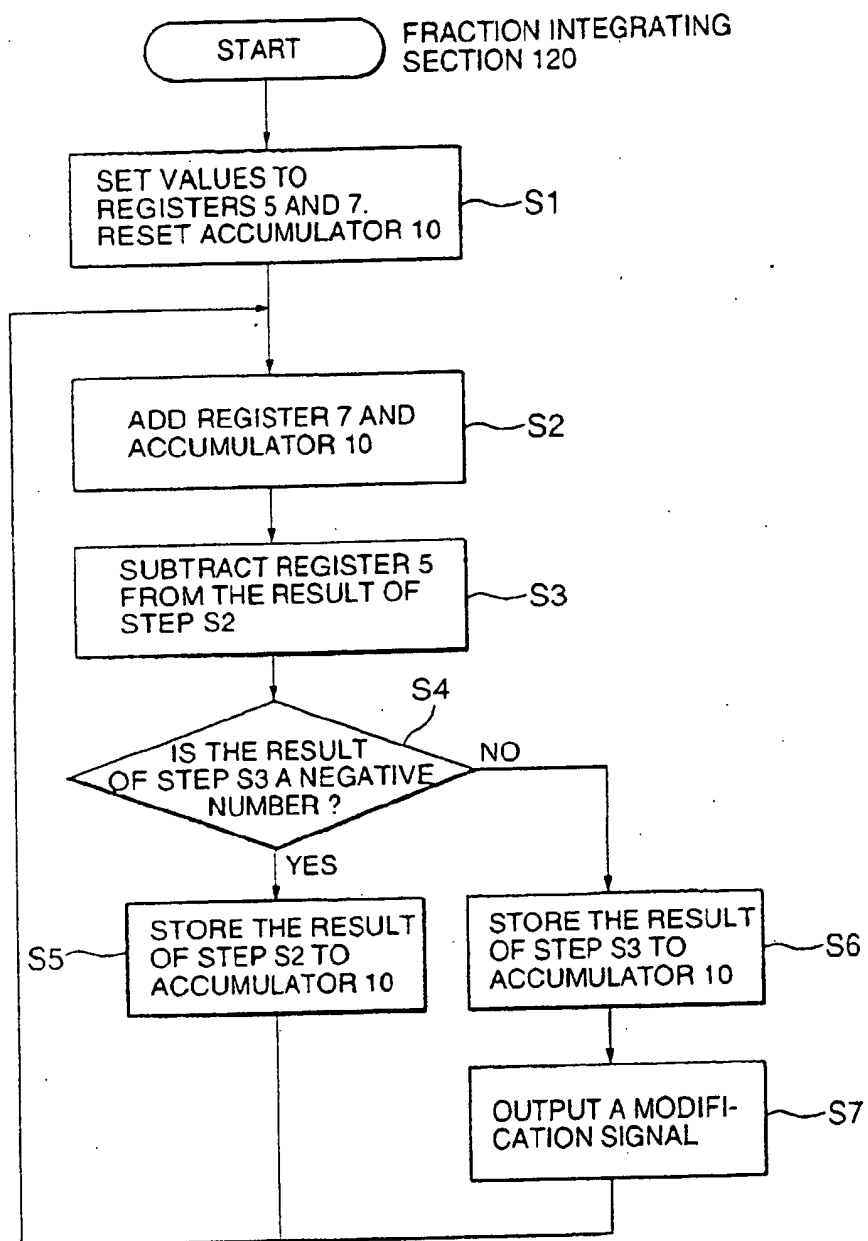 START
FRACTION INTEGRATING
SECTION 120
SET VALUES TO
REGISTERS 5 AND 7.
RESET ACCUMULATOR 10
S1
ADD REGISTER 7 AND
ACCUMULATOR 10
S2
SUBTRACT REGISTER 5
FROM THE RESULT OF
STEP S2
S3
S4
IS THE RESULT
OF STEP S3 A NEGATIVE
NUMBER ?
NO
YES
S5
STORE THE RESULT
OF STEP S2 TO
ACCUMULATOR 10
STORE THE RESULT
OF STEP S3 TO
ACCUMULATOR 10
S6
OUTPUT A MODIFI-
CATION SIGNAL
S7